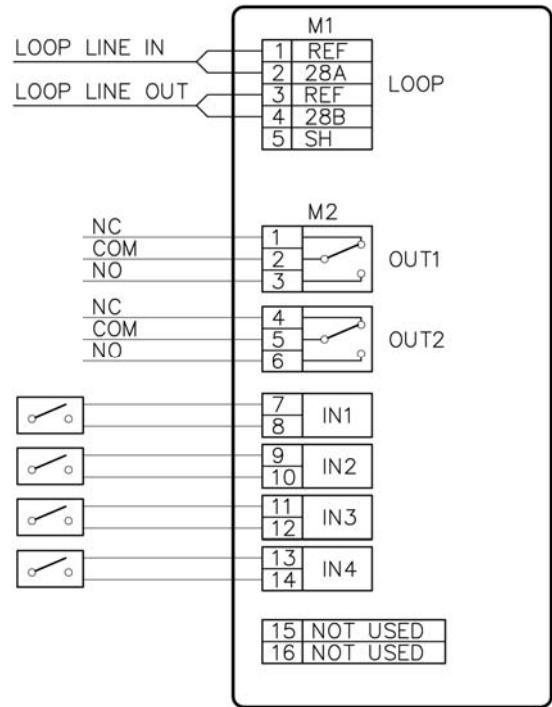 M1
LOOP LINE IN
1 REF
2 28A
LOOP
LOOP LINE OUT
3 REF
4 28B
5 SH
M2
NC
1
COM
2
OUT1
NO
3
NC
4
COM
5
OUT2
NO
6
7
IN1
8
9
IN2
10
11
IN3
12
13
IN4
14
15 NOT USED
16 NOT USED